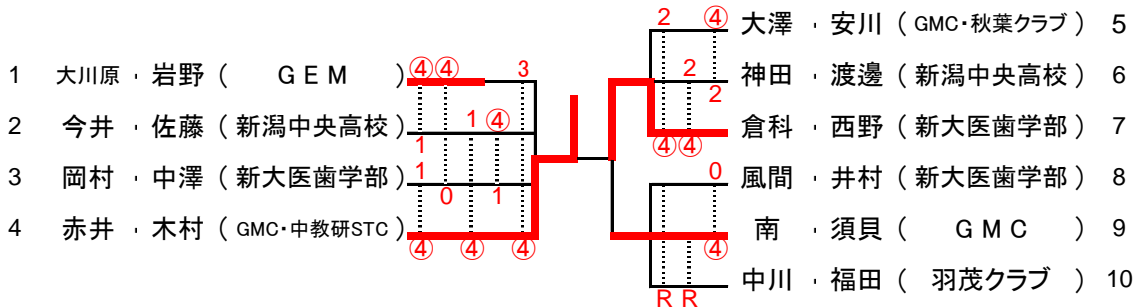 2 ④ 大澤 ・ 安川 ( GMC・秋葉クラブ ) 5
1 大川原 ・ 岩野 ( GEM ) ④④ 3
2 神田 ・ 渡邊 ( 新潟中央高校 ) 6
2
2 今井 ・ 佐藤 ( 新潟中央高校 ) 1 ④
1
倉科 ・ 西野 ( 新大医歯学部 ) 7
④④
3 岡村 ・ 中澤 ( 新大医歯学部 ) 1
0 1
0 風間 ・ 井村 ( 新大医歯学部 ) 8
4 赤井 ・ 木村 ( GMC・中教研STC )
④ ④ ④
南 ・ 須貝 ( GMC ) 9
④
中川 ・ 福田 ( 羽茂クラブ ) 10
R R